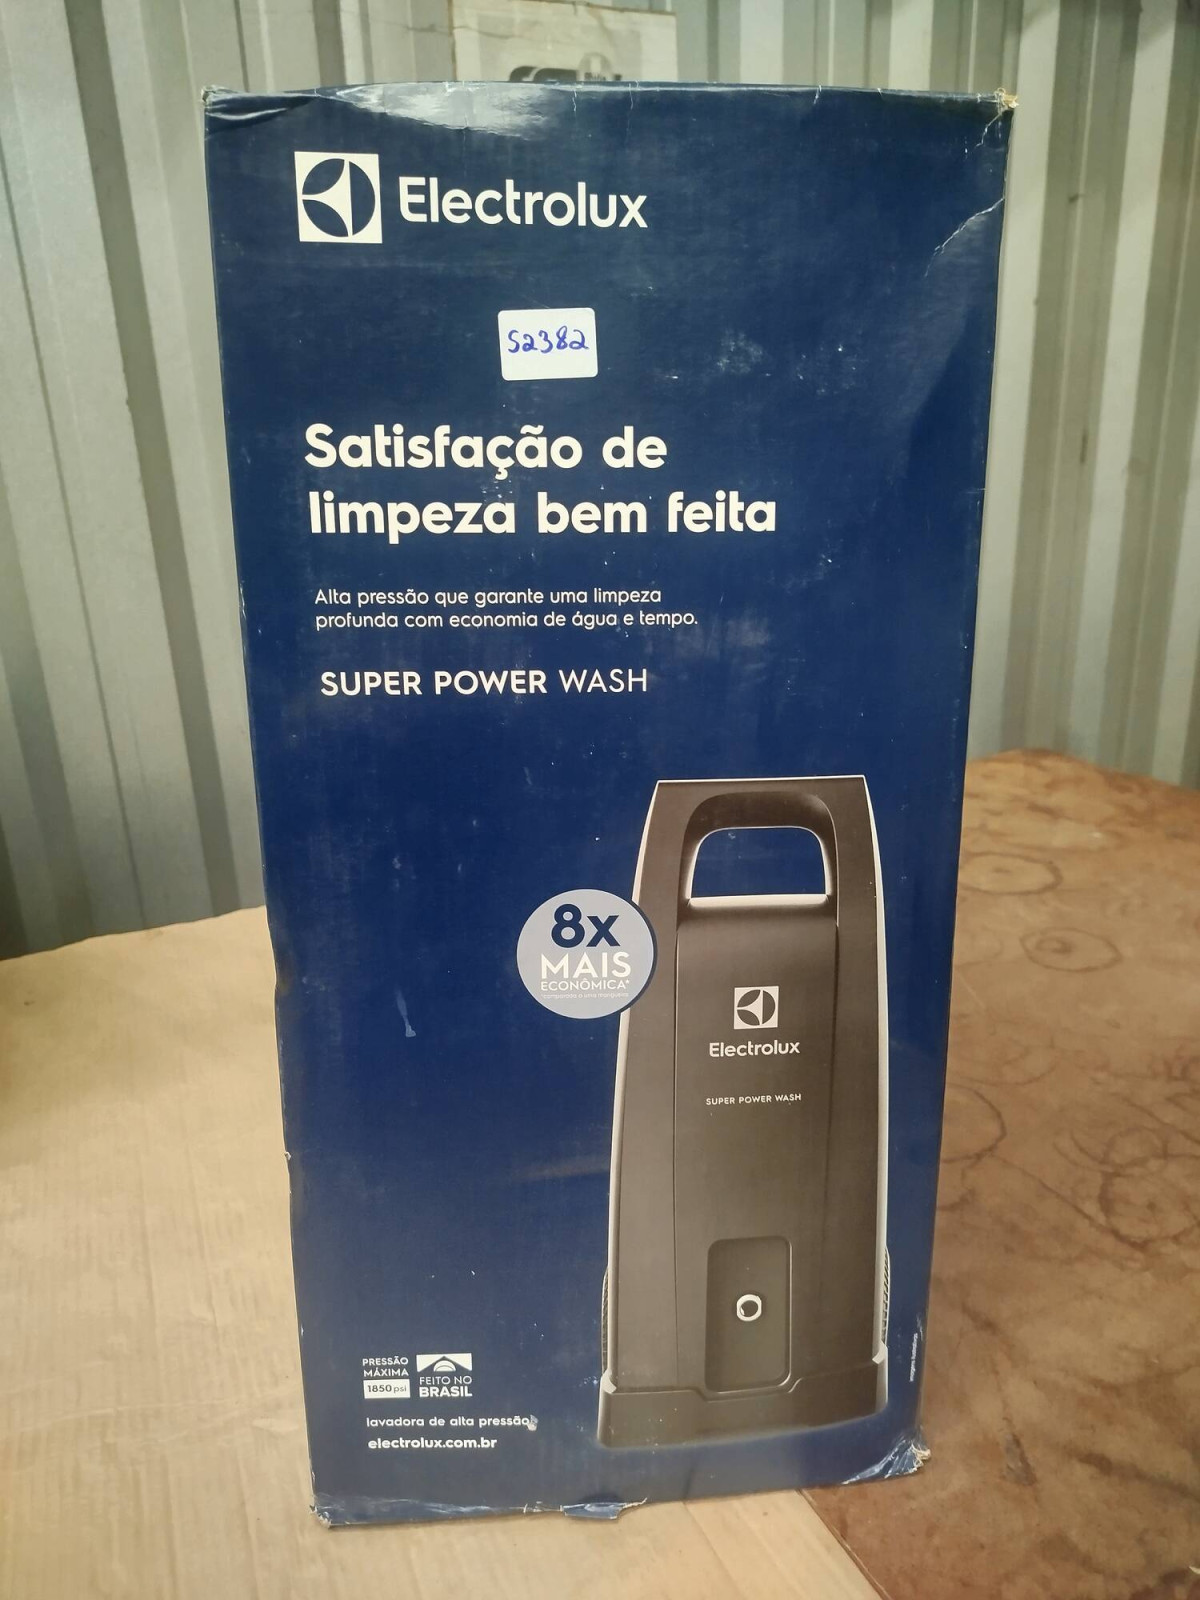 Electrolux
S2382
Satisfação de
limpeza bem feita
Alta pressão que garante uma limpeza
profunda com economia de água e tempo.
SUPER POWER WASH
8x
MAIS
ECONÔMICA*
Electrolux
SUPER POWER WASH
PRESSÃO
MÁXIMA
1850 psi
FEITO NO
BRASIL
lavadora de alta pressão
electrolux.com.br